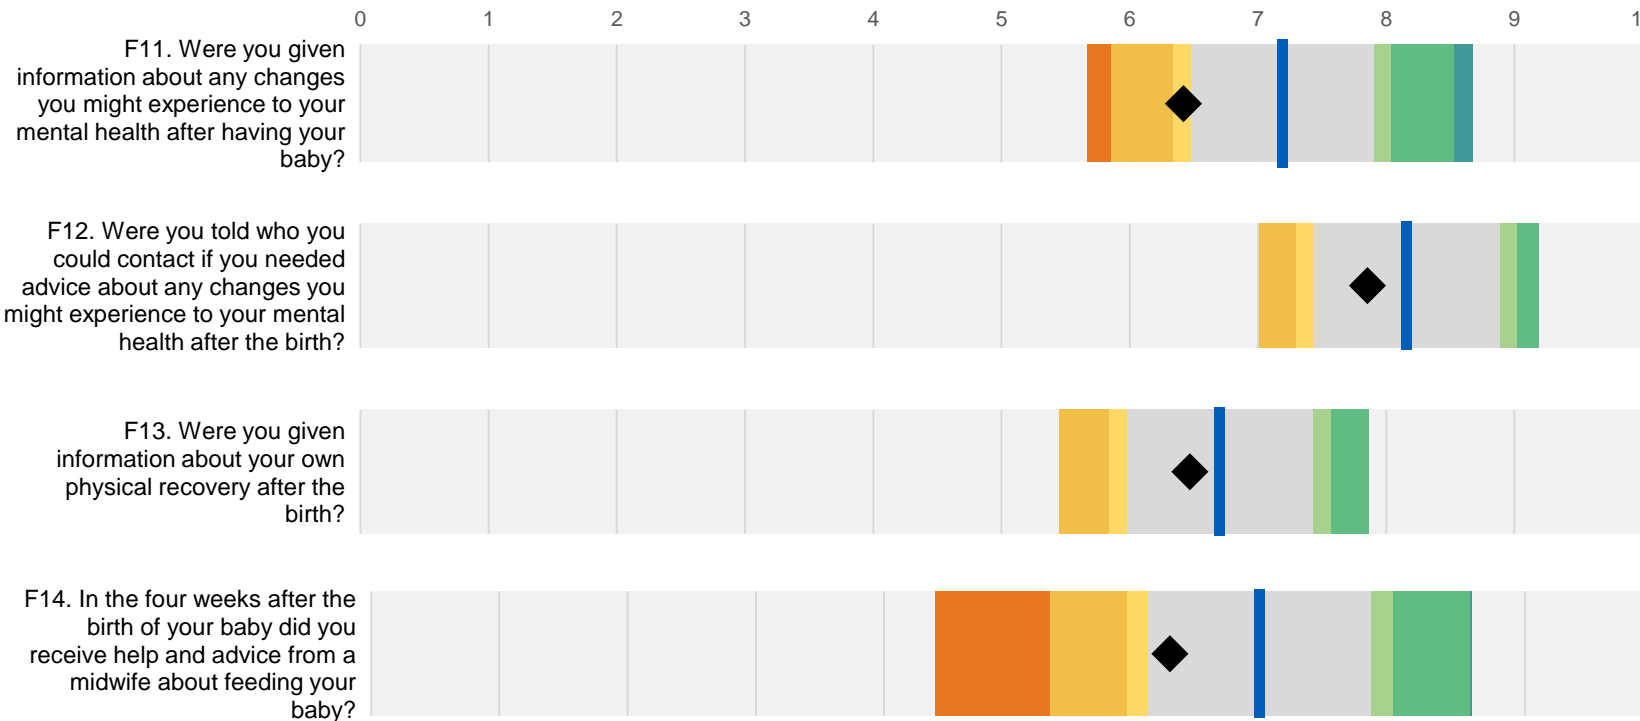 0 1 2 3 4 5 6 7 8 9 1
F11. Were you given
information about any changes
you might experience to your
mental health after having your
baby?
F12. Were you told who you
could contact if you needed
advice about any changes you
might experience to your mental
health after the birth?
F13. Were you given
information about your own
physical recovery after the
birth?
F14. In the four weeks after the
birth of your baby did you
receive help and advice from a
midwife about feeding your
baby?